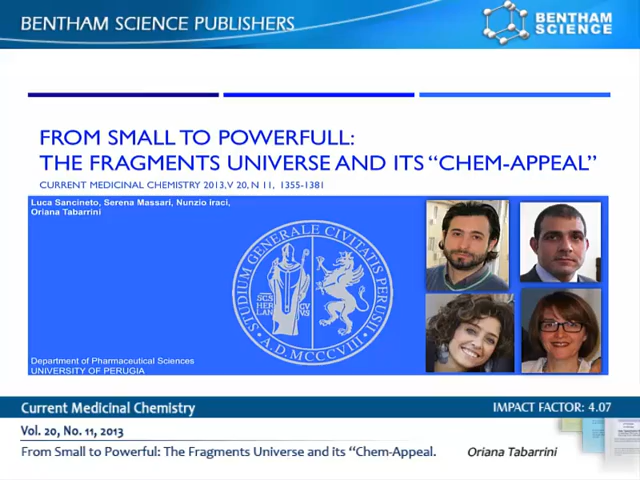 BENTHAM SCIENCE PUBLISHERS
BENTHAM
SCIENCE
FROM SMALL TO POWERFULL:
THE FRAGMENTS UNIVERSE AND ITS “CHEM-APPEAL”
CURRENT MEDICINAL CHEMISTRY 2013, V 20, N 11, 1355-1381
Luca Sancineto, Serena Massari, Nunzio Iraci,
Oriana Tabarrini
STUDIUM GENERALE CIVITATIS PERUSII
A.D. MCCCVIII
Department of Pharmaceutical Sciences
UNIVERSITY OF PERUGIA
Current Medicinal Chemistry
IMPACT FACTOR: 4.07
Vol. 20, No. 11, 2013
From Small to Powerful: The Fragments Universe and its “Chem-Appeal.
Oriana Tabarrini